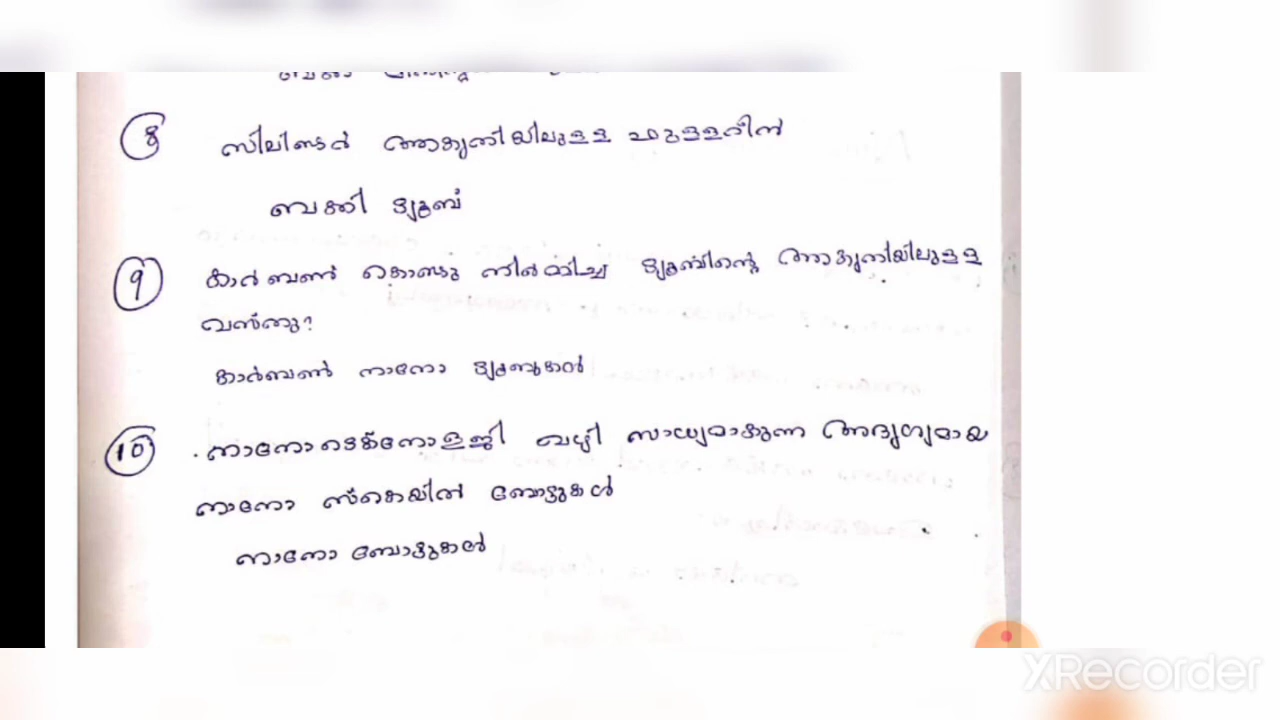 8 സിലിണ്ടർ ആകൃതിയിലുള്ള ഫുള്ളറീൻ
ബക്കി ട്യൂബ്
9 കാർബൺ കൊണ്ടു നിർമ്മിച്ച ട്യൂബിന്റെ ആകൃതിയിലുള്ള
വസ്തു?
കാർബൺ നാനോ ട്യൂബുകൾ
10 . നാനോടെക്നോളജി വഴി സാധ്യമാകുന്ന അദൃശ്യമായ
നാനോ സ്കെയിൽ ബോട്ടുകൾ
നാനോ ബോട്ടുകൾ
XRecorder